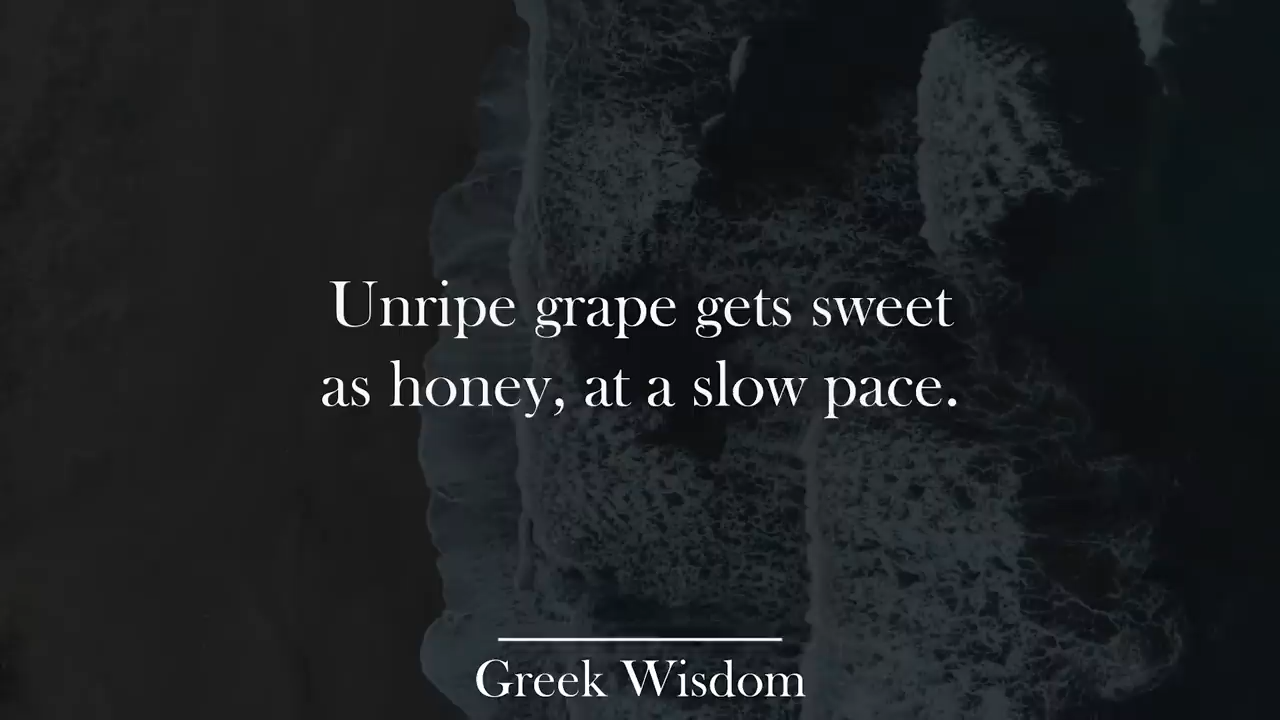 Unripe grape gets sweet
as honey, at a slow pace.
Greek Wisdom